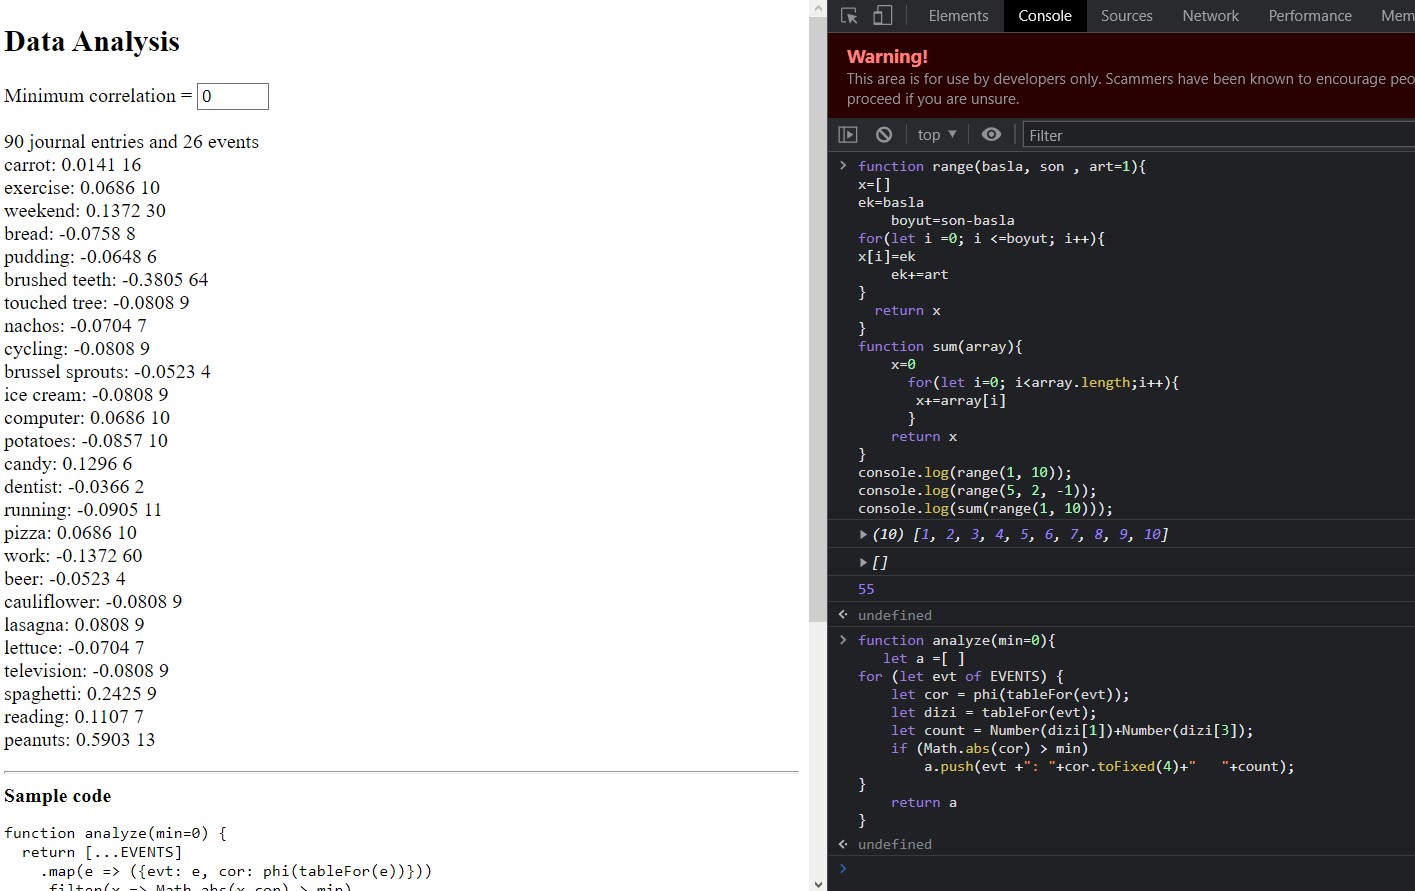 Data Analysis
Minimum correlation = 0
90 journal entries and 26 events
carrot: 0.0141 16
exercise: 0.0686 10
weekend: 0.1372 30
bread: -0.0758 8
pudding: -0.0648 6
brushed teeth: -0.3805 64
touched tree: -0.0808 9
nachos: -0.0704 7
cycling: -0.0808 9
brussel sprouts: -0.0523 4
ice cream: -0.0808 9
computer: 0.0686 10
potatoes: -0.0857 10
candy: 0.1296 6
dentist: -0.0366 2
running: -0.0905 11
pizza: 0.0686 10
work: -0.1372 60
beer: -0.0523 4
cauliflower: -0.0808 9
lasagna: 0.0808 9
lettuce: -0.0704 7
television: -0.0808 9
spaghetti: 0.2425 9
reading: 0.1107 7
peanuts: 0.5903 13
Sample code
function analyze(min=0) {
  return [...EVENTS]
    .map(e => ({evt: e, cor: phi(tableFor(e))}))
    .filter(x => Math.abs(x.cor) > min)
Elements Console Sources Network Performance Mem
Warning!
This area is for use by developers only. Scammers have been known to encourage peo
proceed if you are unsure.
top Filter
function range(basla, son , art=1){
x=[]
ek=basla
    boyut=son-basla
for(let i =0; i <=boyut; i++){
x[i]=ek
    ek+=art
}
  return x
}
function sum(array){
    x=0
      for(let i=0; i<array.length;i++){
       x+=array[i]
      }
    return x
}
console.log(range(1, 10));
console.log(range(5, 2, -1));
console.log(sum(range(1, 10)));
(10) [1, 2, 3, 4, 5, 6, 7, 8, 9, 10]
[]
55
undefined
function analyze(min=0){
   let a =[ ]
for (let evt of EVENTS) {
    let cor = phi(tableFor(evt));
    let dizi = tableFor(evt);
    let count = Number(dizi[1])+Number(dizi[3]);
    if (Math.abs(cor) > min)
        a.push(evt +": "+cor.toFixed(4)+"   "+count);
}
    return a
}
undefined